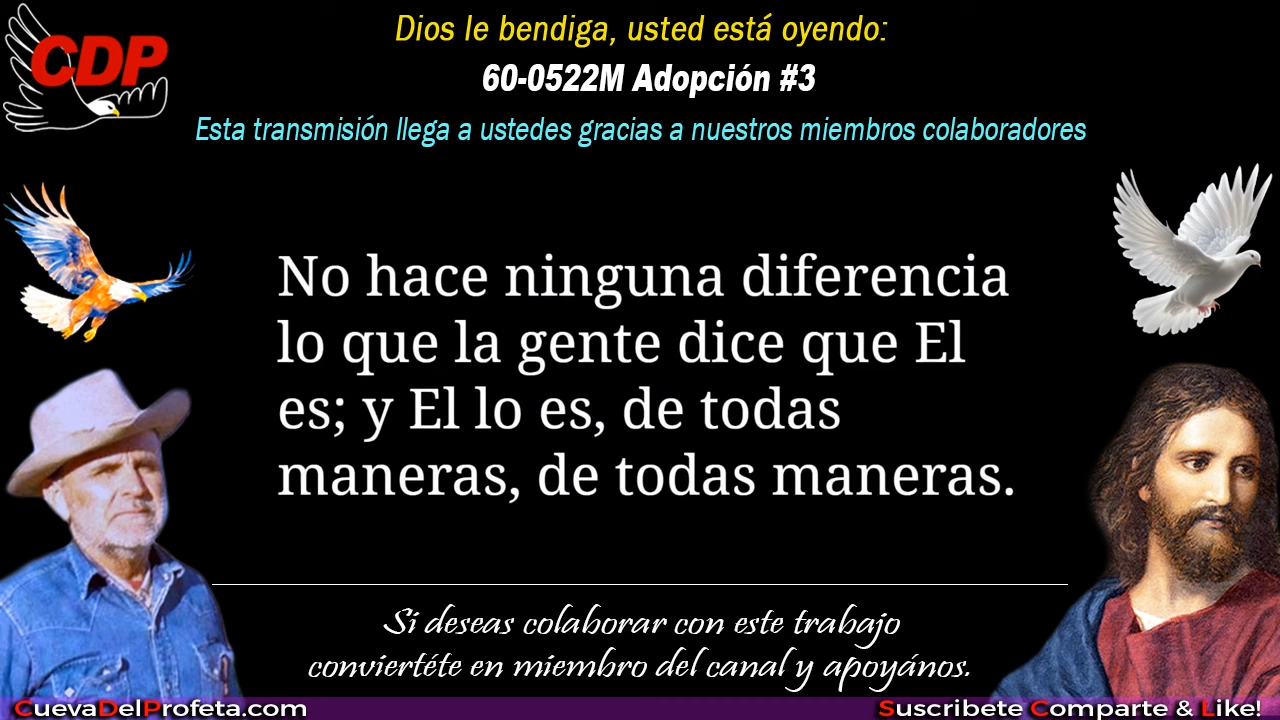 CDP
Dios le bendiga, usted está oyendo:
60-0522M Adopción #3
Esta transmisión llega a ustedes gracias a nuestros miembros colaboradores
No hace ninguna diferencia
lo que la gente dice que El
es; y El lo es, de todas
maneras, de todas maneras.
Si deseas colaborar con este trabajo
conviertéte en miembro del canal y apoyános.
CuevaDelProfeta.com
Suscribete Comparte & Like!